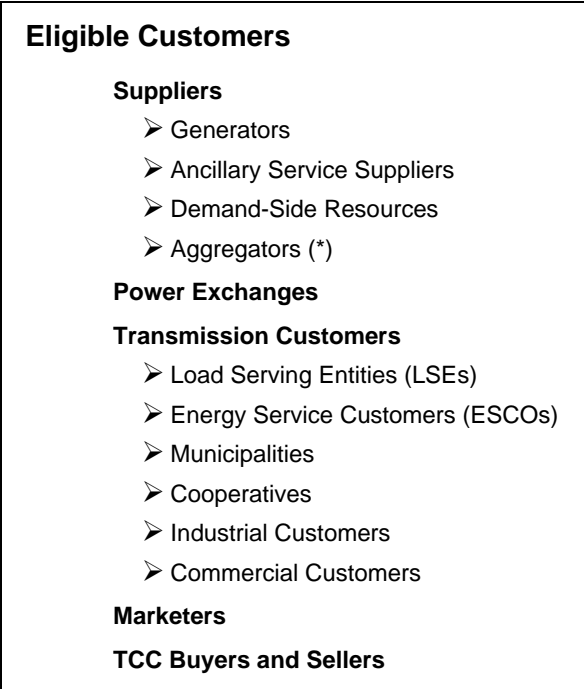 Eligible Customers
Suppliers
➢ Generators
➢ Ancillary Service Suppliers
➢ Demand-Side Resources
➢ Aggregators (*)
Power Exchanges
Transmission Customers
➢ Load Serving Entities (LSEs)
➢ Energy Service Customers (ESCOs)
➢ Municipalities
➢ Cooperatives
➢ Industrial Customers
➢ Commercial Customers
Marketers
TCC Buyers and Sellers